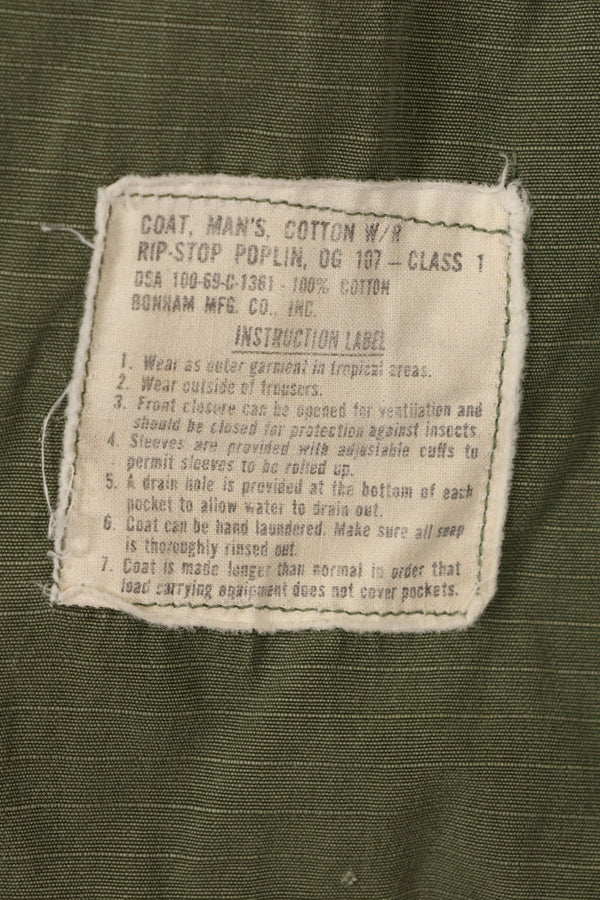 COAT, MAN'S, COTTON W/R
RIP-STOP POPLIN, OG 107 - CLASS 1
DSA 100-69-C-1361 - 100% COTTON
BONHAM MFG. CO., INC.
INSTRUCTION LABEL
1. Wear as outer garment in tropical areas.
2. Wear outside of trousers.
3. Front closure can be opened for ventilation and
should be closed for protection against insects
4. Sleeves are provided with adjustable cuffs to
permit sleeves to be rolled up.
5. A drain hole is provided at the bottom of each
pocket to allow water to drain out.
6. Coat can be hand laundered. Make sure all soap
is thoroughly rinsed out.
7. Coat is made longer than normal in order that
load carrying equipment does not cover pockets.